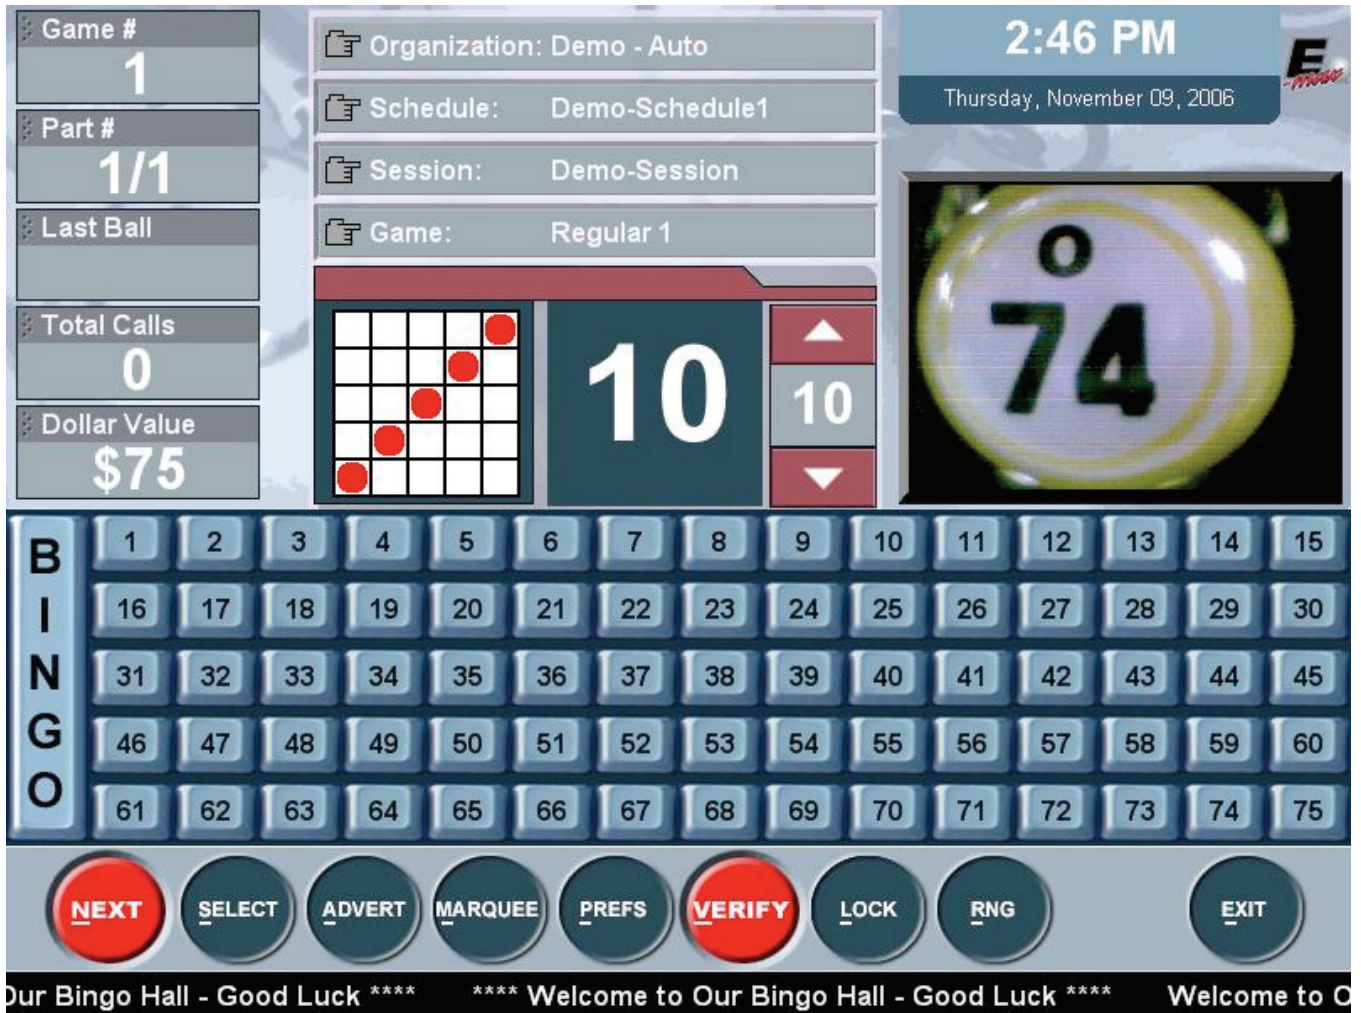 Game #
1
Part #
1/1
Last Ball
Total Calls
0
Dollar Value
$75
Organization: Demo - Auto
Schedule: Demo-Schedule1
Session: Demo-Session
Game: Regular 1
10
10
2:46 PM
Thursday, November 09, 2006
E
-max
O
74
B 1 2 3 4 5 6 7 8 9 10 11 12 13 14 15
I 16 17 18 19 20 21 22 23 24 25 26 27 28 29 30
N 31 32 33 34 35 36 37 38 39 40 41 42 43 44 45
G 46 47 48 49 50 51 52 53 54 55 56 57 58 59 60
O 61 62 63 64 65 66 67 68 69 70 71 72 73 74 75
NEXT SELECT ADVERT MARQUEE PREFS VERIFY LOCK RNG EXIT
Our Bingo Hall - Good Luck **** **** Welcome to Our Bingo Hall - Good Luck **** Welcome to O